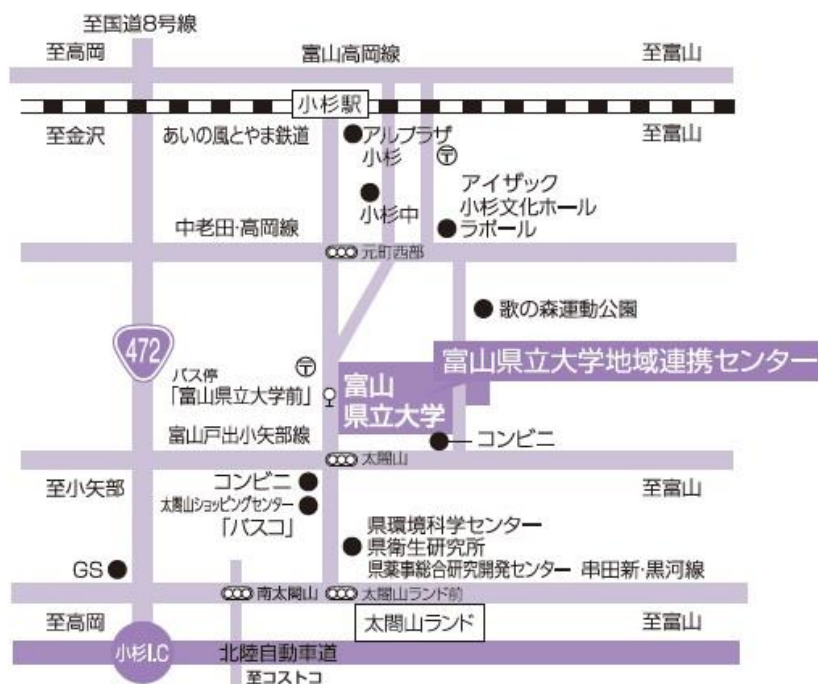 至国道8号線
至高岡
富山高岡線
至富山
小杉駅
至金沢
あいの風とやま鉄道
アルプラザ
小杉
〒
至富山
小杉中
アイザック
小杉文化ホール
ラポール
中老田・高岡線
元町西部
歌の森運動公園
472
富山県立大学地域連携センター
〒
バス停
「富山県立大学前」
富山
県立大学
富山戸出小矢部線
コンビニ
太閤山
至小矢部
コンビニ
太閤山ショッピングセンター
「パスコ」
至富山
県環境科学センター
県衛生研究所
県薬事総合研究開発センター
串田新・黒河線
GS
南太閤山
太閤山ランド前
至高岡
太閤山ランド
至富山
小杉I.C
北陸自動車道
至コストコ